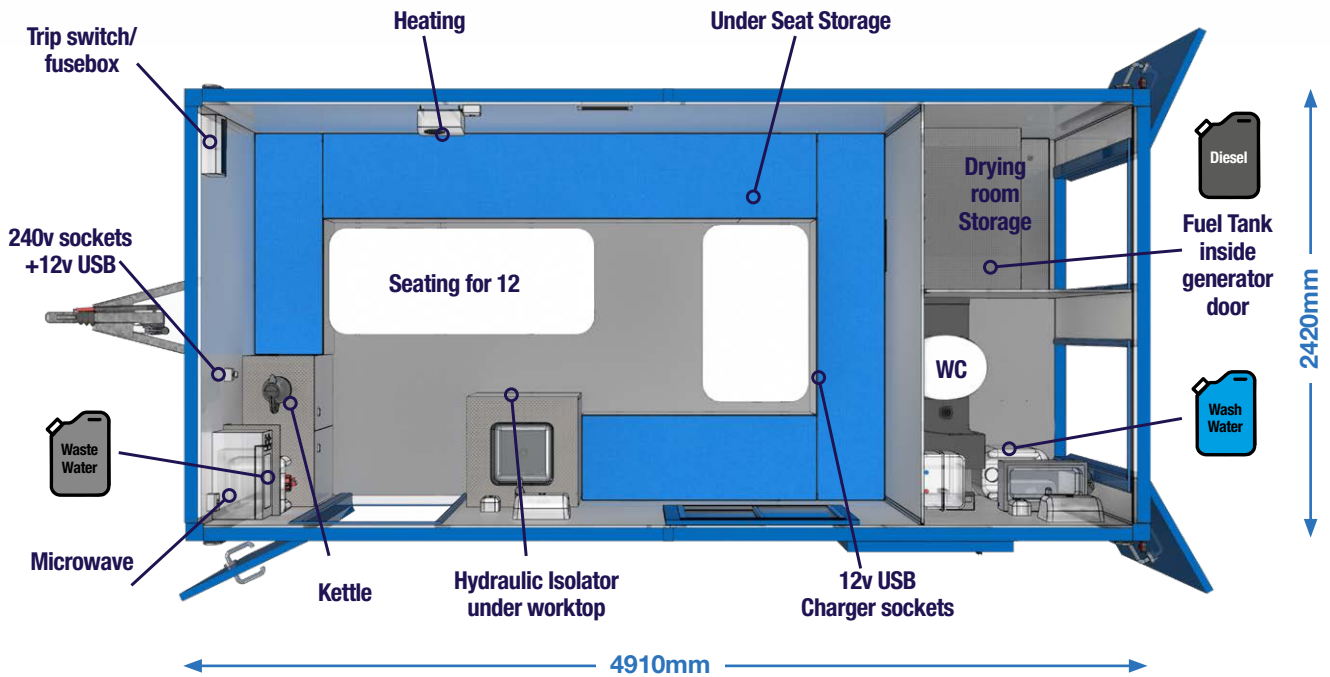 Heating
Under Seat Storage
Trip switch/
fusebox
Diesel
Drying
room
Storage
Fuel Tank
inside
generator
door
240v sockets
+12v USB
Seating for 12
2420mm
WC
Wash
Water
Waste
Water
Microwave
Kettle
Hydraulic Isolator
under worktop
12v USB
Charger sockets
4910mm